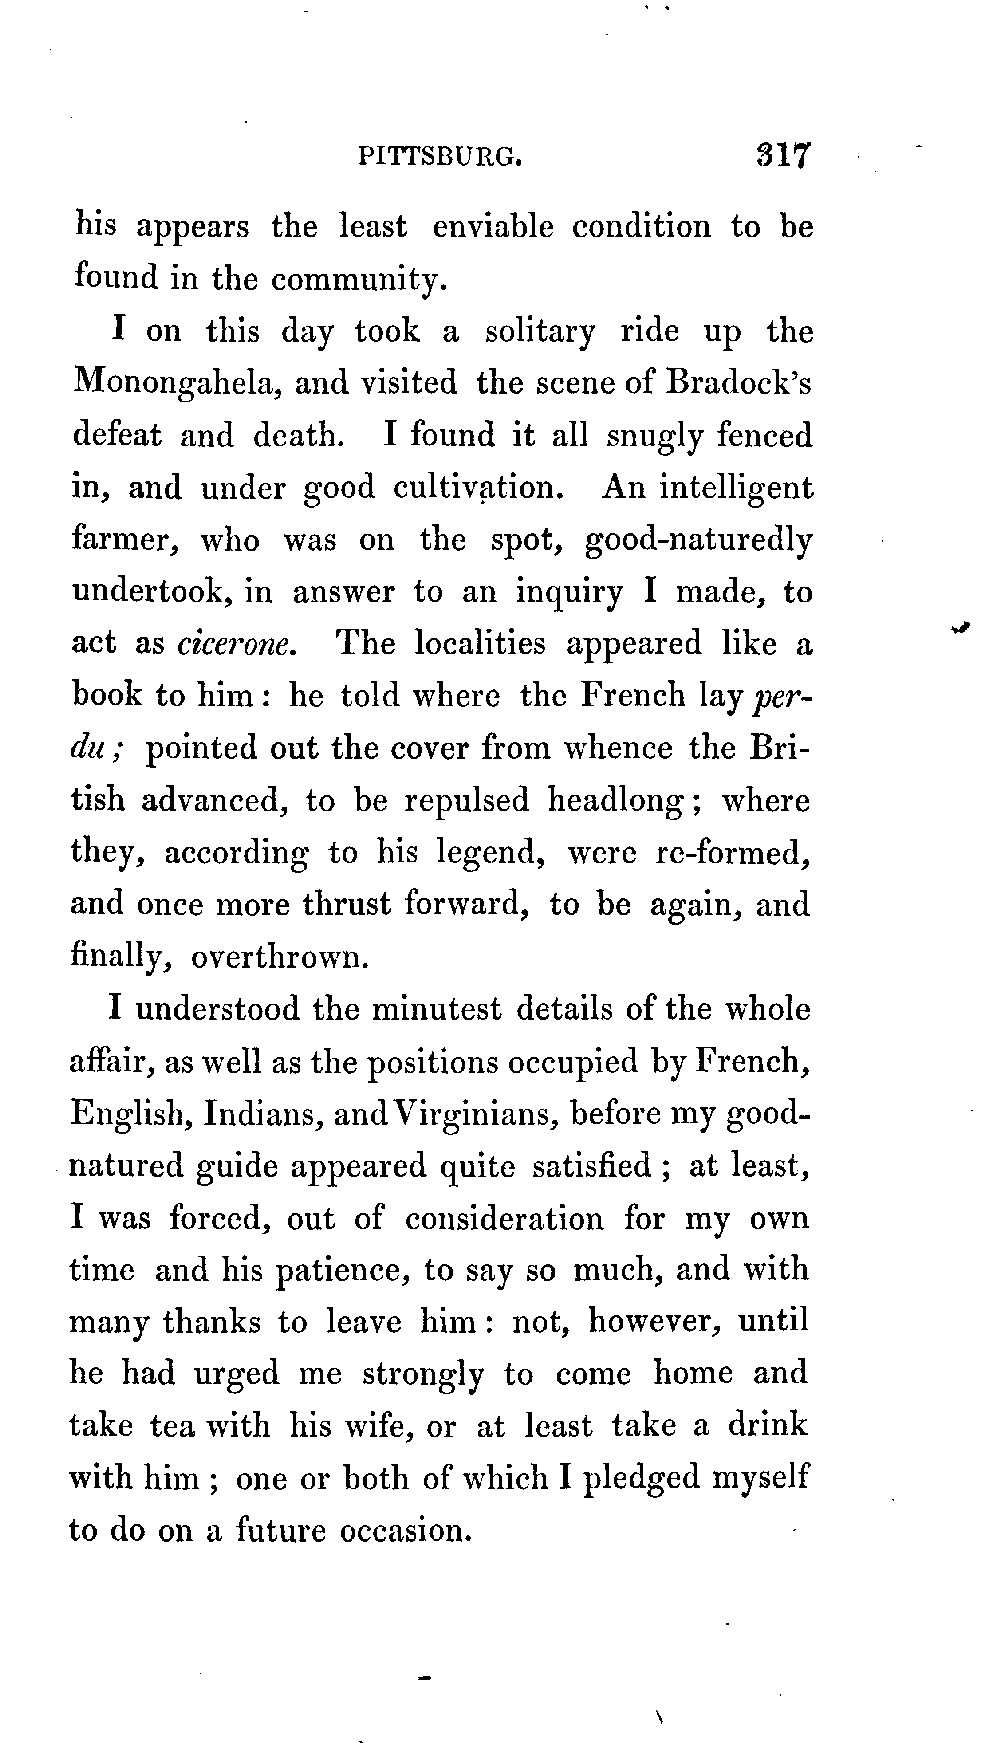 PITTSBURG. 317
his appears the least enviable condition to be
found in the community.
I on this day took a solitary ride up the
Monongahela, and visited the scene of Bradock's
defeat and death. I found it all snugly fenced
in, and under good cultivation. An intelligent
farmer, who was on the spot, good-naturedly
undertook, in answer to an inquiry I made, to
act as cicerone. The localities appeared like a
book to him : he told where the French lay per-
du ; pointed out the cover from whence the Bri-
tish advanced, to be repulsed headlong ; where
they, according to his legend, were re-formed,
and once more thrust forward, to be again, and
finally, overthrown.
I understood the minutest details of the whole
affair, as well as the positions occupied by French,
English, Indians, and Virginians, before my good-
natured guide appeared quite satisfied ; at least,
I was forced, out of consideration for my own
time and his patience, to say so much, and with
many thanks to leave him : not, however, until
he had urged me strongly to come home and
take tea with his wife, or at least take a drink
with him ; one or both of which I pledged myself
to do on a future occasion.